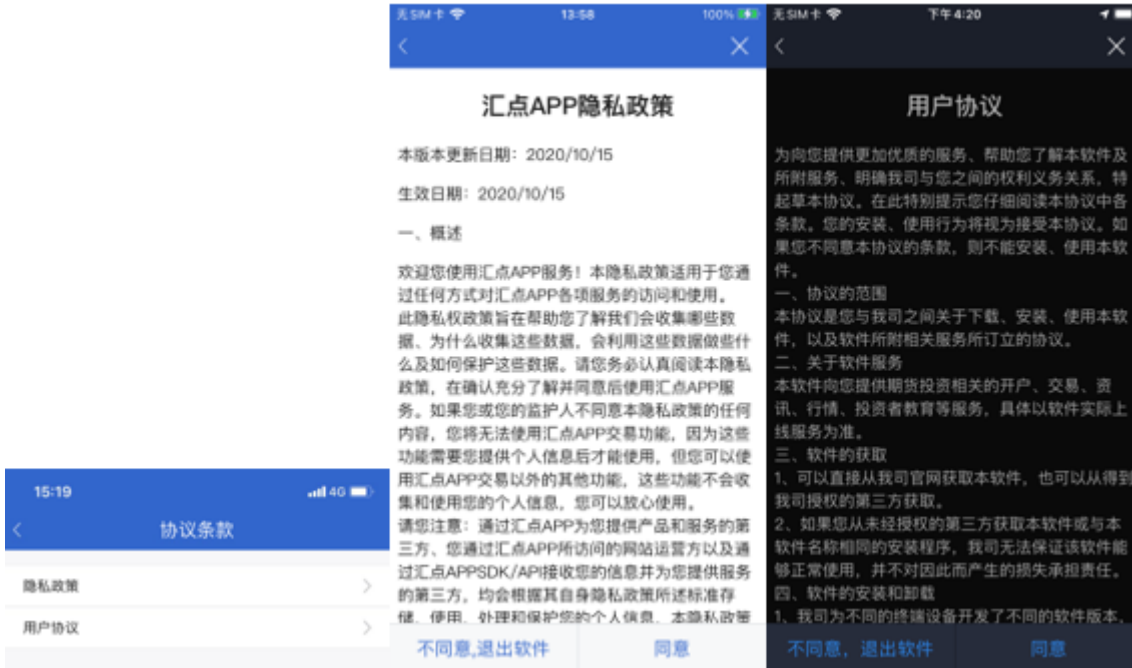 15:19
4G
协议条款
隐私政策
用户协议
无SIM卡
13:58
100%
汇点APP隐私政策
本版本更新日期：2020/10/15
生效日期：2020/10/15
一、概述
欢迎您使用汇点APP服务！本隐私政策适用于您通
过任何方式对汇点APP各项服务的访问和使用。
此隐私权政策旨在帮助您了解我们会收集哪些数
据、为什么收集这些数据，会利用这些数据做些什
么及如何保护这些数据。请您务必认真阅读本隐私
政策，在确认充分了解并同意后使用汇点APP服
务。如果您或您的监护人不同意本隐私政策的任何
内容，您将无法使用汇点APP交易功能，因为这些
功能需要您提供个人信息后才能使用，但您可以使
用汇点APP交易以外的其他功能，这些功能不会收
集和使用您的个人信息，您可以放心使用。
请您注意：通过汇点APP为您提供产品和服务的第
三方、您通过汇点APP所访问的网站运营方以及通
过汇点APPSDK/API接收您的信息并为您提供服务
的第三方，均会根据其自身隐私政策所述标准存
储、使用、处理和保护您的个人信息，本隐私政策
不同意,退出软件
同意
无SIM卡
下午4:20
用户协议
为向您提供更加优质的服务、帮助您了解本软件及
所附服务、明确我司与您之间的权利义务关系，特
起草本协议。在此特别提示您仔细阅读本协议中各
条款。您的安装、使用行为将视为接受本协议。如
果您不同意本协议的条款，则不能安装、使用本软
件。
一、协议的范围
本协议是您与我司之间关于下载、安装、使用本软
件，以及软件所附相关服务所订立的协议。
二、关于软件服务
本软件向您提供期货投资相关的开户、交易、资
讯、行情、投资者教育等服务，具体以软件实际上
线服务为准。
三、软件的获取
1、可以直接从我司官网获取本软件，也可以从得到
我司授权的第三方获取。
2、如果您从未经授权的第三方获取本软件或与本
软件名称相同的安装程序，我司无法保证该软件能
够正常使用，并不对因此而产生的损失承担责任。
四、软件的安装和卸载
1、我司为不同的终端设备开发了不同的软件版本，
不同意，退出软件
同意